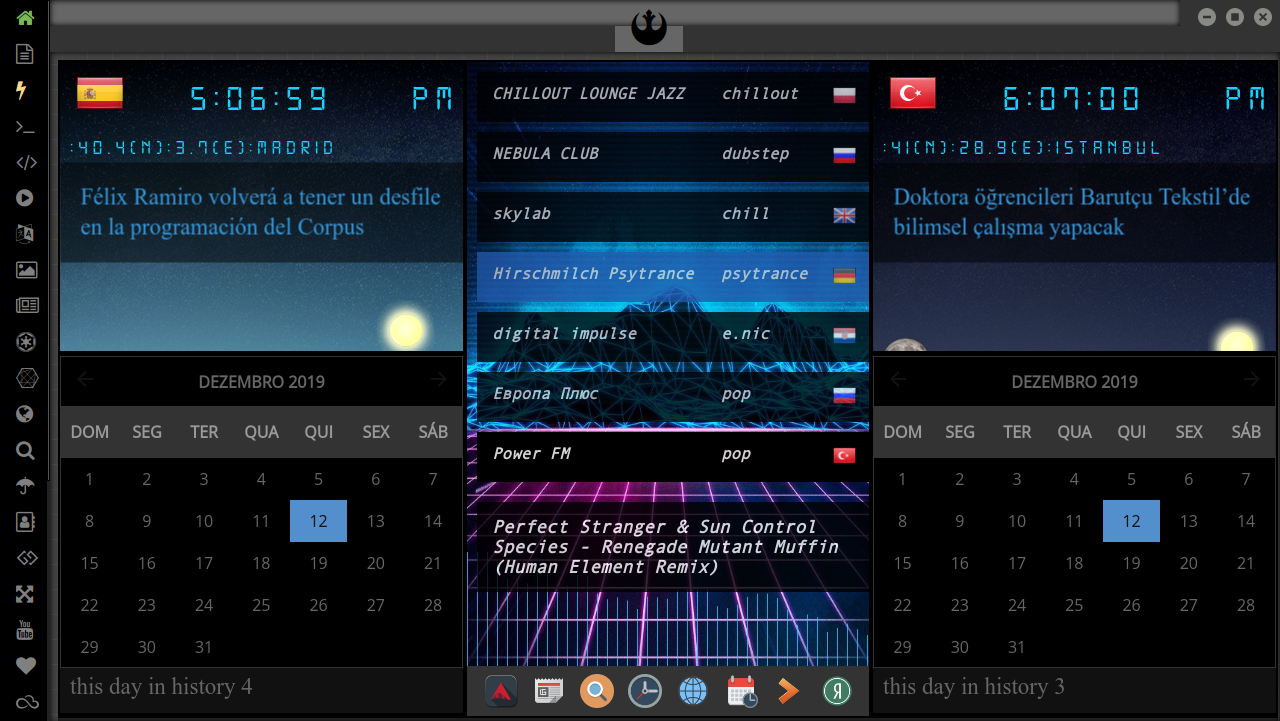 5:06:59 PM
:40.4(N):3.7(E):MADRID
Félix Ramiro volverá a tener un desfile
en la programación del Corpus
DEZEMBRO 2019
DOM SEG TER QUA QUI SEX SÁB
1 2 3 4 5 6 7
8 9 10 11 12 13 14
15 16 17 18 19 20 21
22 23 24 25 26 27 28
29 30 31
this day in history 4
CHILLOUT LOUNGE JAZZ chillout
NEBULA CLUB dubstep
skylab chill
Hirschmilch Psytrance psytrance
digital impulse e.nic
Европа Плюс pop
Power FM pop
Perfect Stranger & Sun Control
Species - Renegade Mutant Muffin
(Human Element Remix)
6:07:00 PM
:41(N):28.9(E):ISTANBUL
Doktora öğrencileri Barutçu Tekstil’de
bilimsel çalışma yapacak
DEZEMBRO 2019
DOM SEG TER QUA QUI SEX SÁB
1 2 3 4 5 6 7
8 9 10 11 12 13 14
15 16 17 18 19 20 21
22 23 24 25 26 27 28
29 30 31
this day in history 3
You
Tube
Я